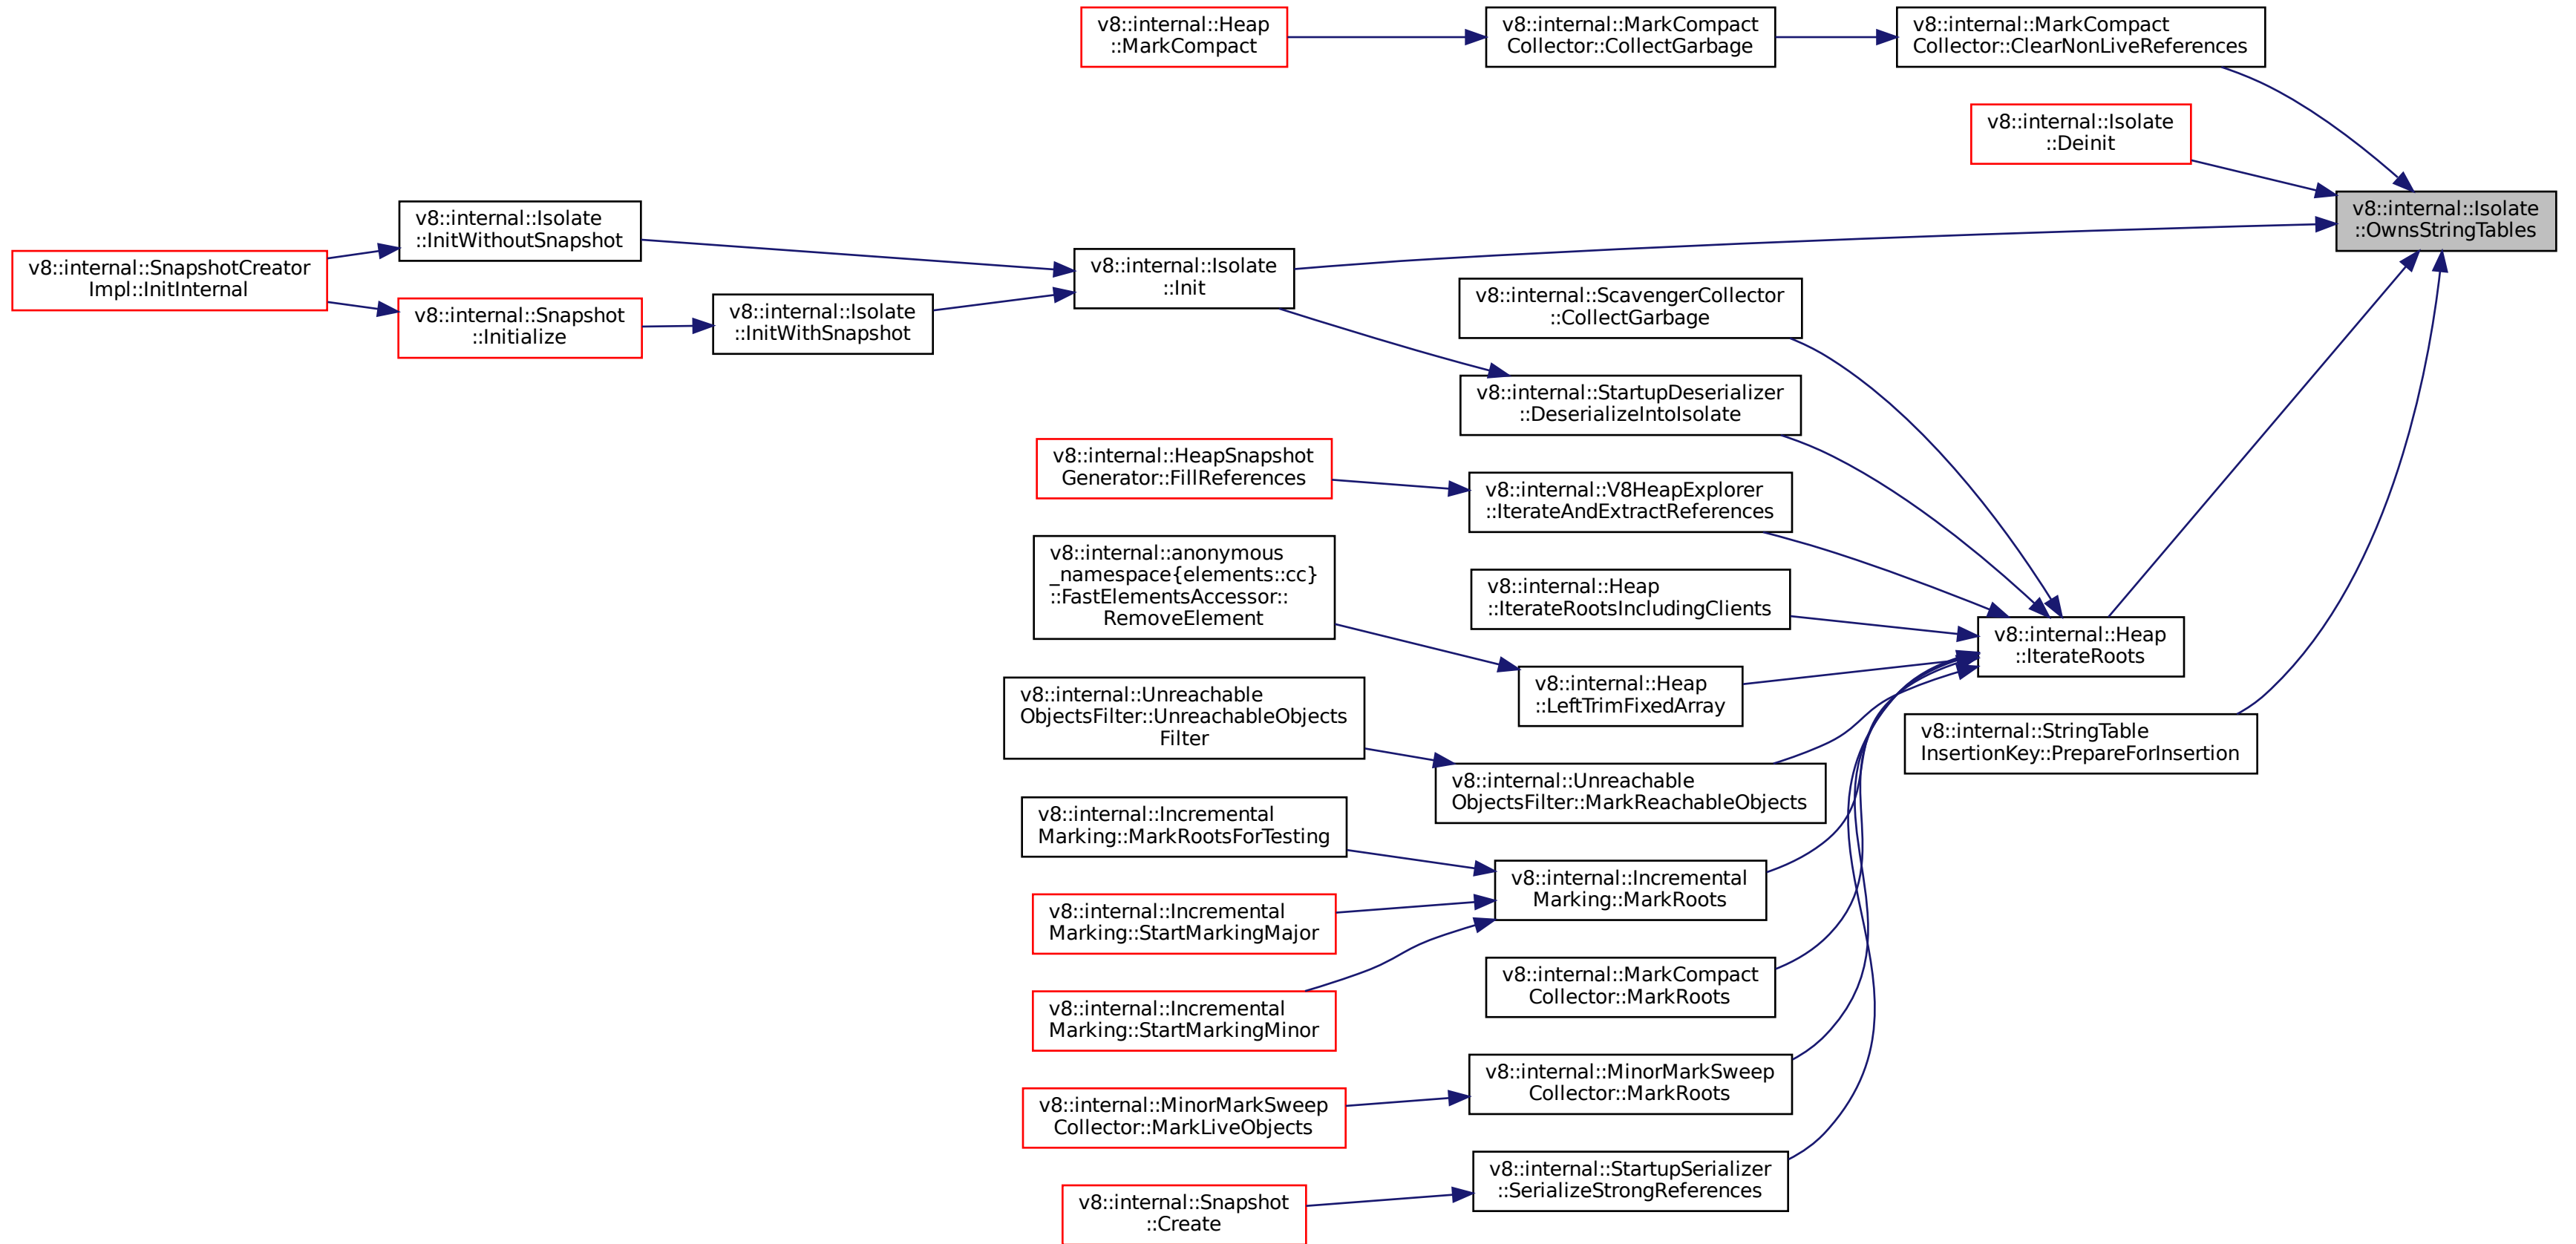 v8::internal::Heap
::MarkCompact
v8::internal::MarkCompact
Collector::CollectGarbage
v8::internal::MarkCompact
Collector::ClearNonLiveReferences
v8::internal::Isolate
::Deinit
v8::internal::Isolate
::OwnsStringTables
v8::internal::Isolate
::InitWithoutSnapshot
v8::internal::SnapshotCreator
Impl::InitInternal
v8::internal::Snapshot
::Initialize
v8::internal::Isolate
::InitWithSnapshot
v8::internal::Isolate
::Init
v8::internal::ScavengerCollector
::CollectGarbage
v8::internal::StartupDeserializer
::DeserializeIntoIsolate
v8::internal::HeapSnapshot
Generator::FillReferences
v8::internal::V8HeapExplorer
::IterateAndExtractReferences
v8::internal::anonymous
_namespace{elements::cc}
::FastElementsAccessor::
RemoveElement
v8::internal::Heap
::IterateRootsIncludingClients
v8::internal::Heap
::IterateRoots
v8::internal::Heap
::LeftTrimFixedArray
v8::internal::Unreachable
ObjectsFilter::UnreachableObjects
Filter
v8::internal::StringTable
InsertionKey::PrepareForInsertion
v8::internal::Unreachable
ObjectsFilter::MarkReachableObjects
v8::internal::Incremental
Marking::MarkRootsForTesting
v8::internal::Incremental
Marking::MarkRoots
v8::internal::Incremental
Marking::StartMarkingMajor
v8::internal::MarkCompact
Collector::MarkRoots
v8::internal::Incremental
Marking::StartMarkingMinor
v8::internal::MinorMarkSweep
Collector::MarkRoots
v8::internal::MinorMarkSweep
Collector::MarkLiveObjects
v8::internal::StartupSerializer
::SerializeStrongReferences
v8::internal::Snapshot
::Create